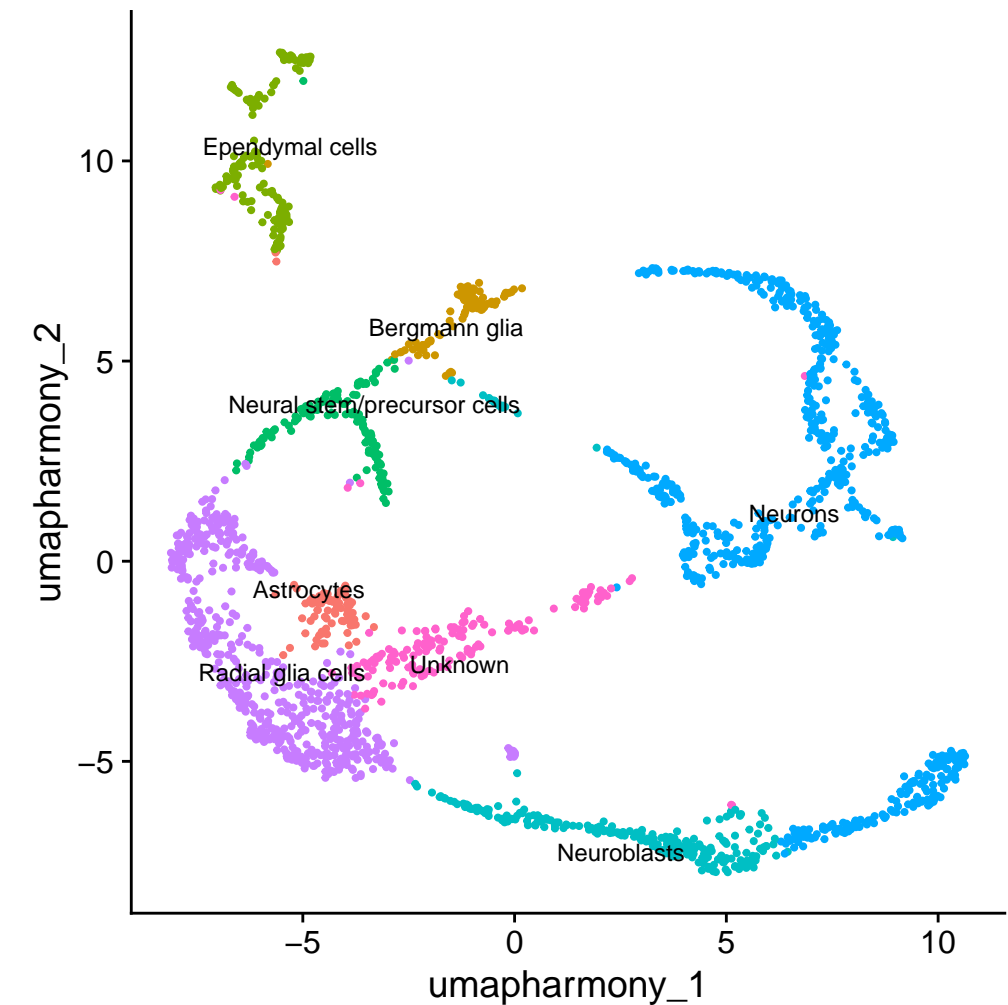 Ependymal cells
10
Bergmann glia
5
Neural stem/precursor cells
umapharmony_2
Neurons
0
Astrocytes
Unknown
Radial glia cells
−5
Neuroblasts
−5 0 5 10
umapharmony_1